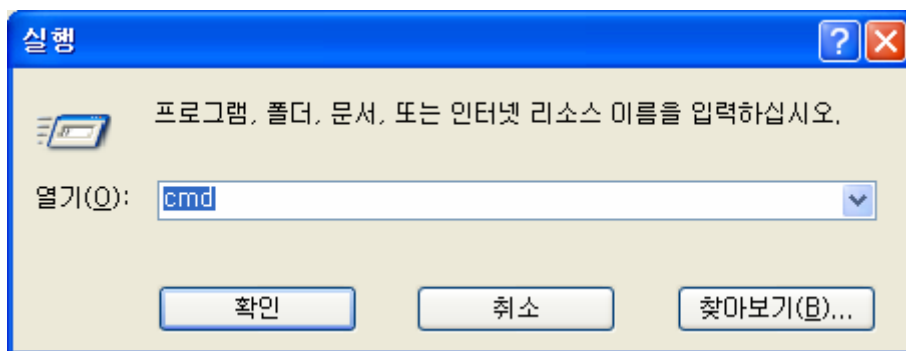 실행
프로그램, 폴더, 문서, 또는 인터넷 리소스 이름을 입력하십시오.
열기(O): cmd
확인 취소 찾아보기(B)...